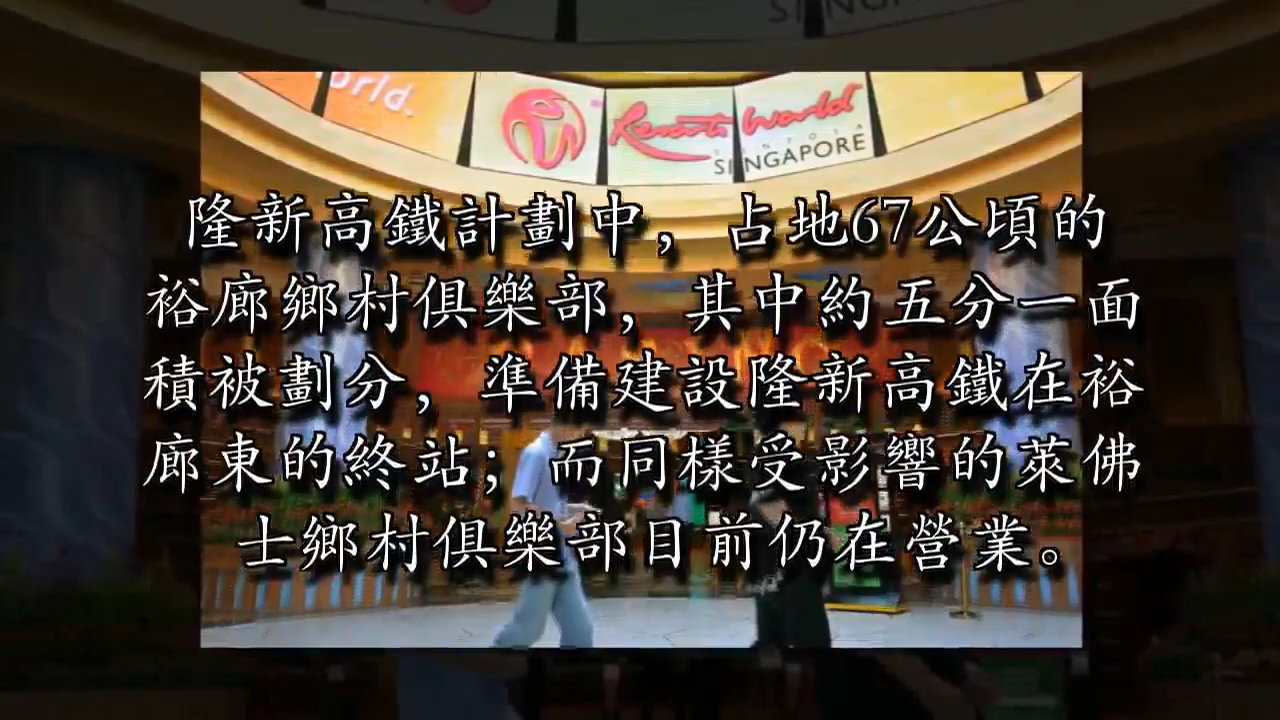 SINGA
orld.
Resorts World
SENTOSA
SINGAPORE
隆新高鐵計劃中，占地67公頃的
裕廊鄉村俱樂部，其中約五分一面
積被劃分，準備建設隆新高鐵在裕
廊東的終站；而同樣受影響的萊佛
士鄉村俱樂部目前仍在營業。